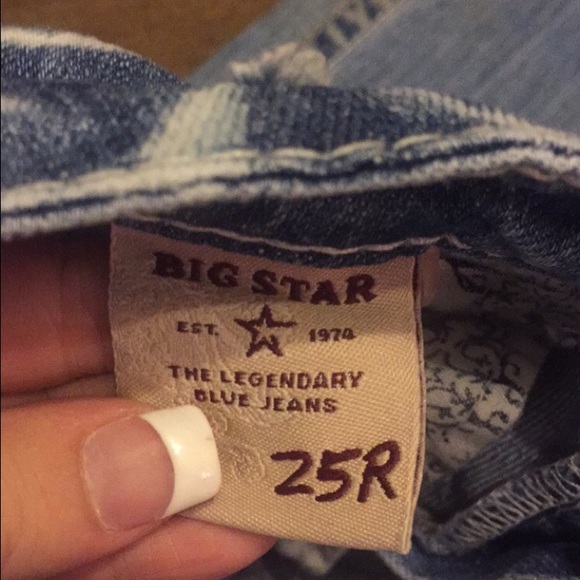 BIG STAR
EST. 1974
THE LEGENDARY
BLUE JEANS
25R